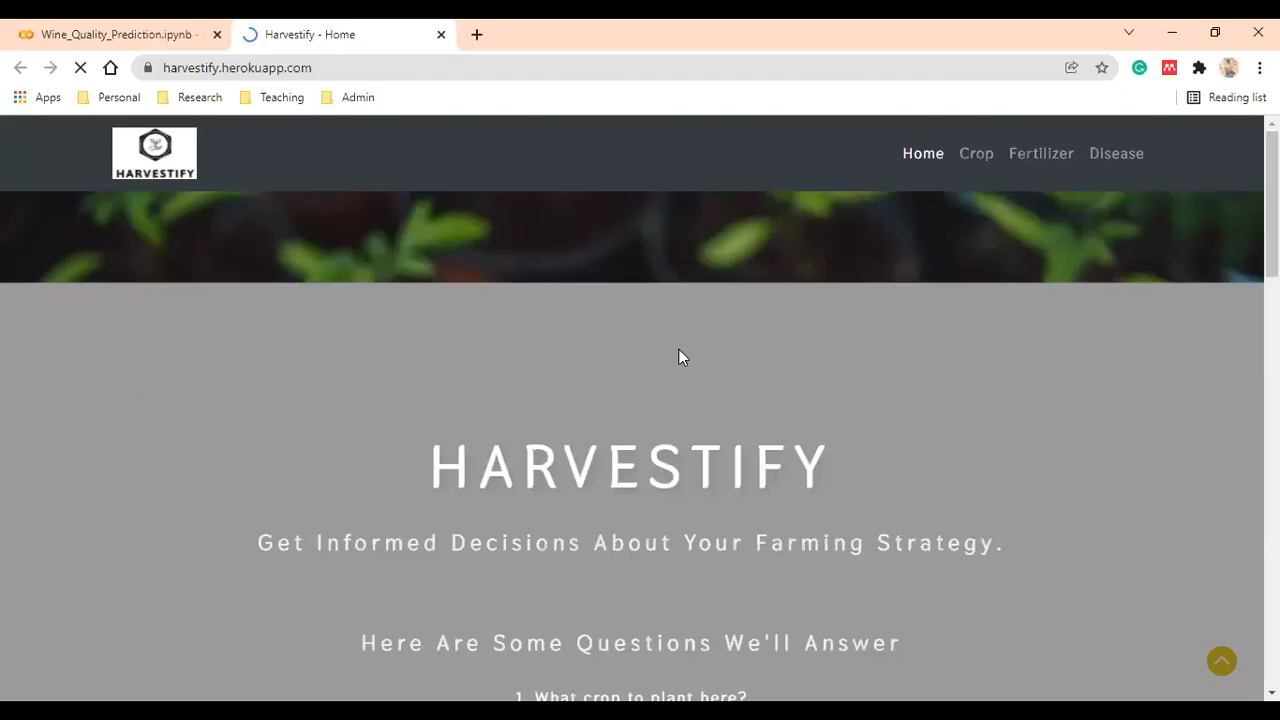 Wine_Quality_Prediction.ipynb -
Harvestify - Home
harvestify.herokuapp.com
Apps
Personal
Research
Teaching
Admin
Reading list
HARVESTIFY
Home
Crop
Fertilizer
Disease
HARVESTIFY
Get Informed Decisions About Your Farming Strategy.
Here Are Some Questions We'll Answer
1. What crop to plant here?